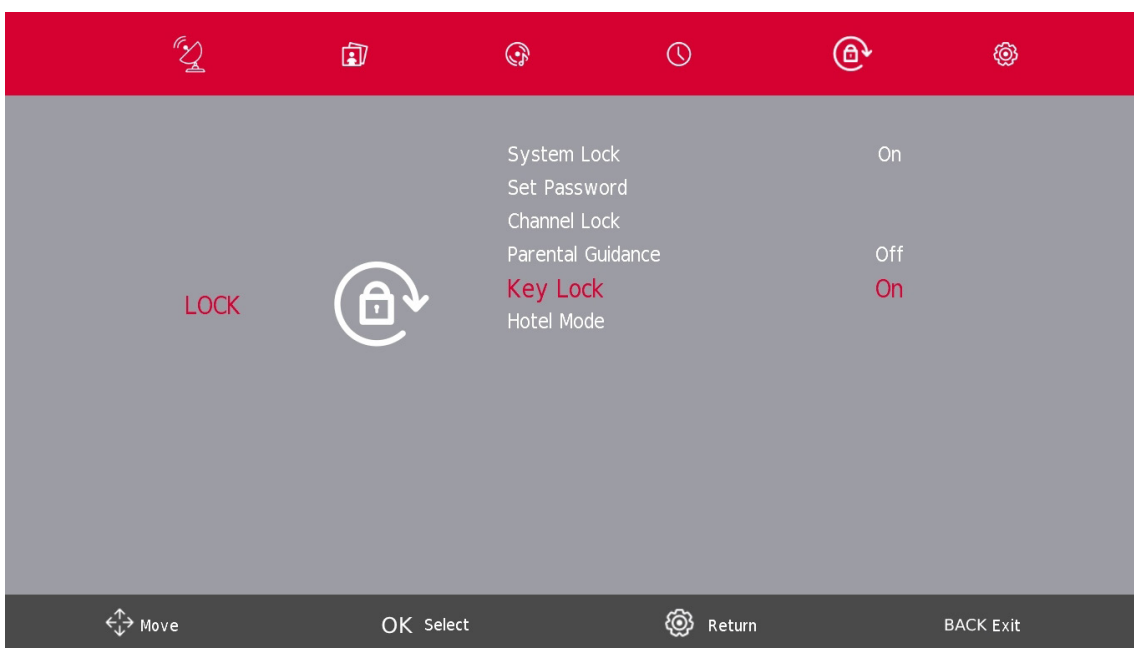 System Lock On
Set Password
Channel Lock
Parental Guidance Off
LOCK
Key Lock On
Hotel Mode
Move OK Select Return BACK Exit